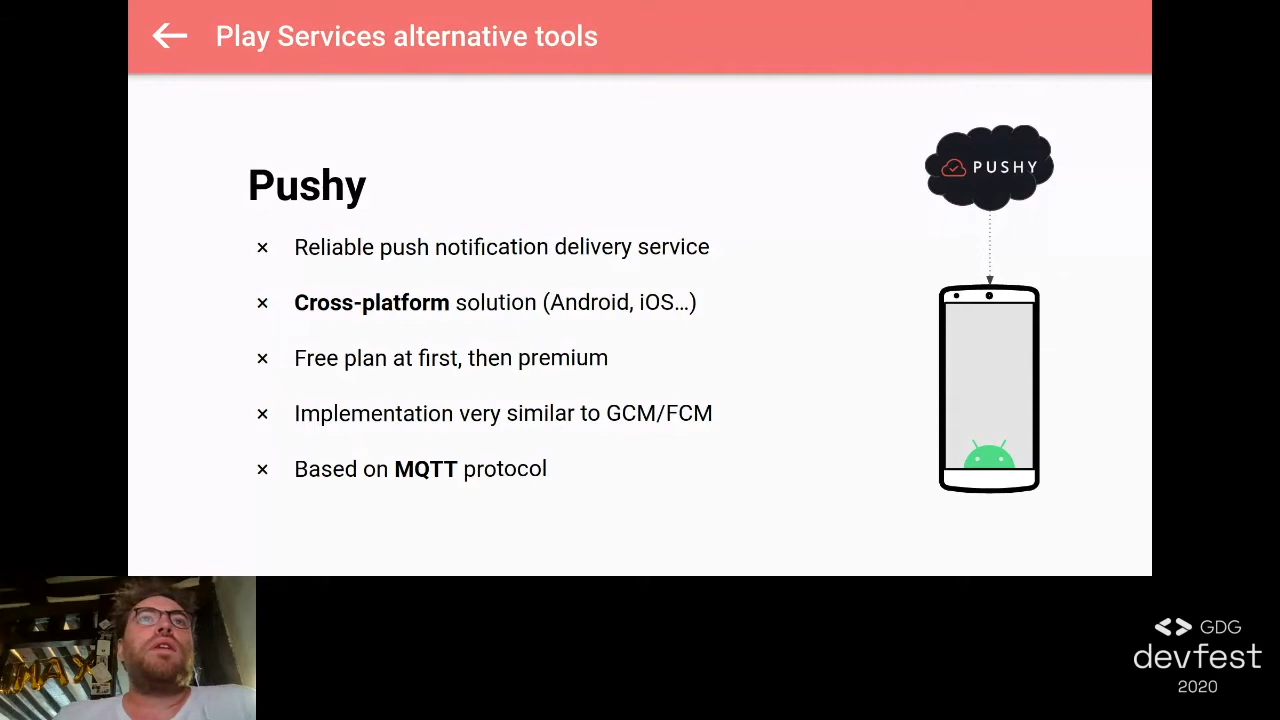 Play Services alternative tools
PUSHY
Pushy
× Reliable push notification delivery service
× Cross-platform solution (Android, iOS...)
× Free plan at first, then premium
× Implementation very similar to GCM/FCM
× Based on MQTT protocol
MAX
<> GDG
devfest
2020